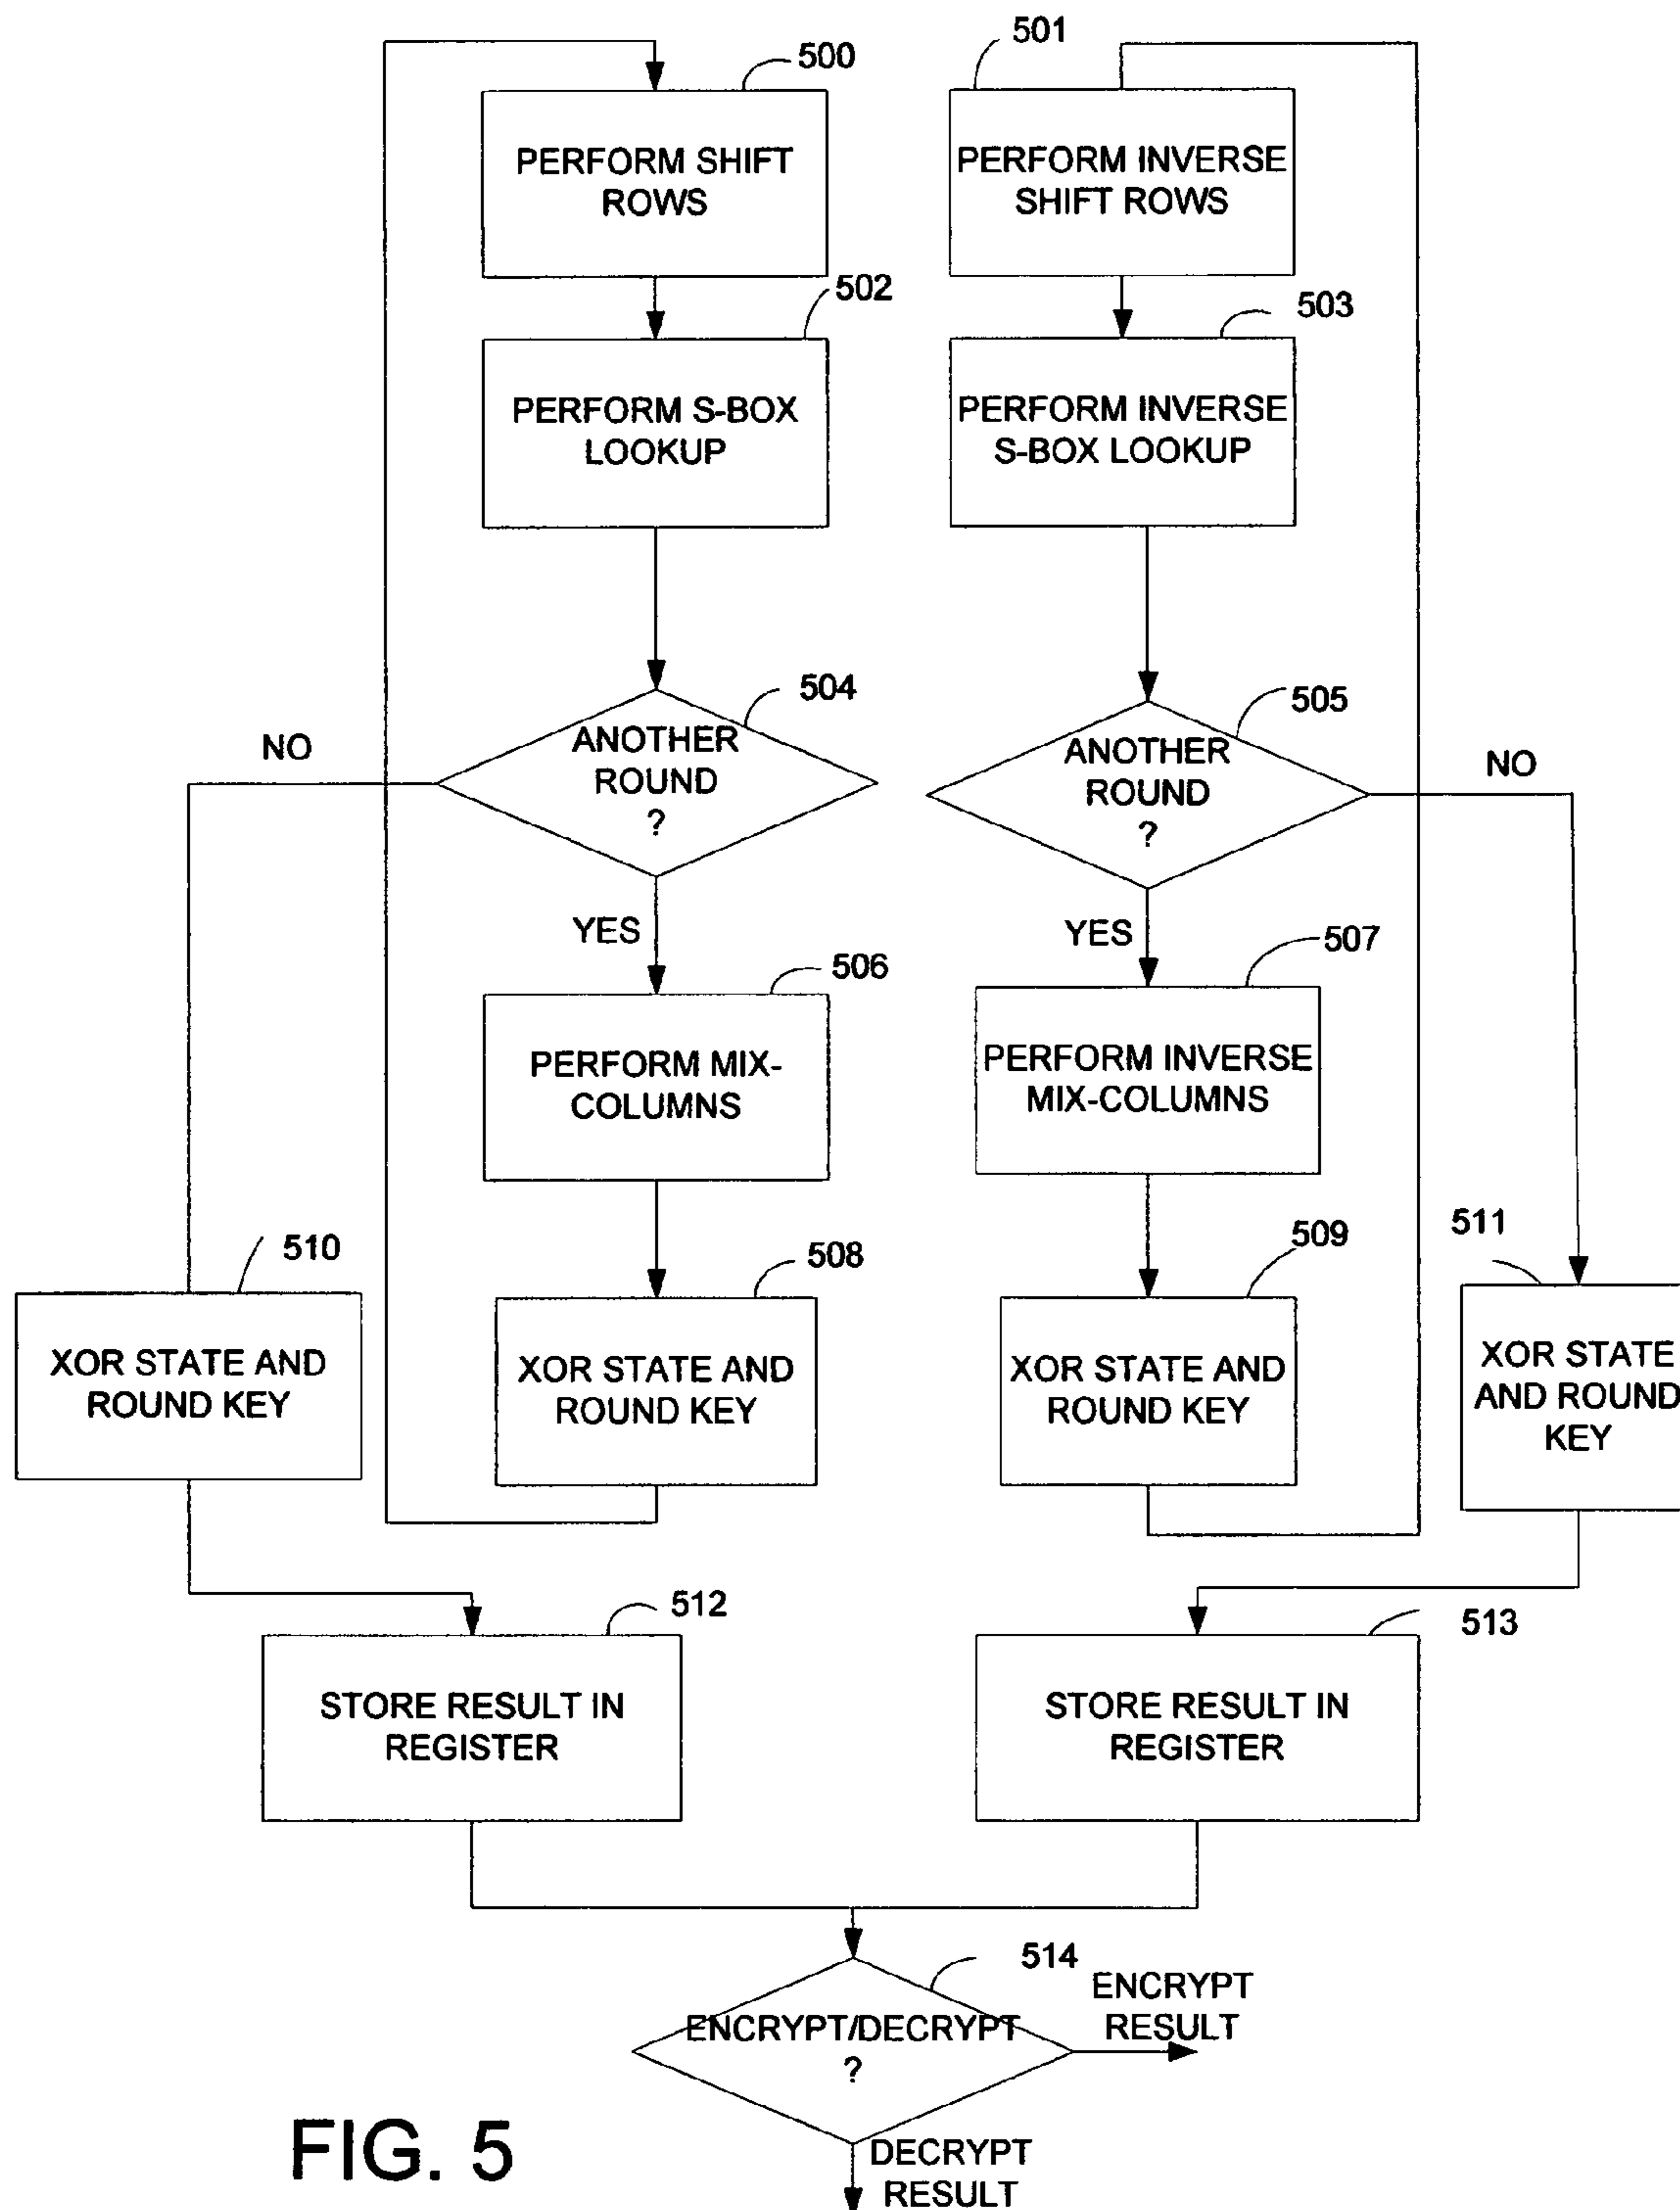 500
501
PERFORM SHIFT
ROWS
PERFORM INVERSE
SHIFT ROWS
502
503
PERFORM S-BOX
LOOKUP
PERFORM INVERSE
S-BOX LOOKUP
504
505
NO
ANOTHER
ROUND
?
ANOTHER
ROUND
?
NO
YES
YES
506
507
PERFORM MIX-
COLUMNS
PERFORM INVERSE
MIX-COLUMNS
510
508
509
511
XOR STATE AND
ROUND KEY
XOR STATE AND
ROUND KEY
XOR STATE AND
ROUND KEY
XOR STATE
AND ROUND
KEY
512
513
STORE RESULT IN
REGISTER
STORE RESULT IN
REGISTER
514
ENCRYPT/DECRYPT
?
ENCRYPT
RESULT
DECRYPT
RESULT
FIG. 5